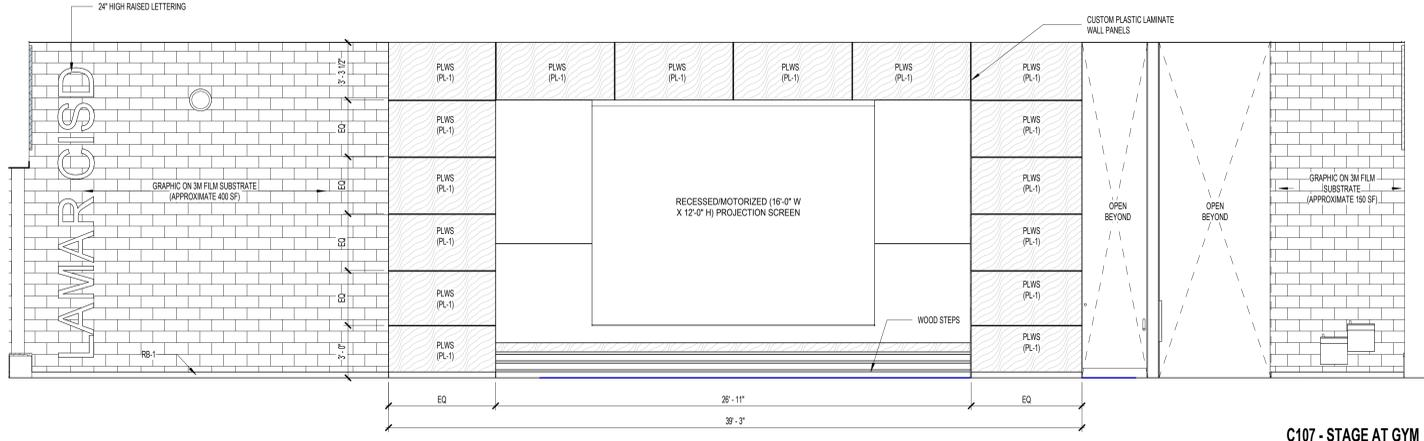 24" HIGH RAISED LETTERING
CUSTOM PLASTIC LAMINATE
WALL PANELS
LAMAR CISD
3' - 3 1/2"
EQ
EQ
EQ
EQ
3' - 0"
GRAPHIC ON 3M FILM SUBSTRATE
(APPROXIMATE 400 SF)
RB-1
PLWS
(PL-1)
PLWS
(PL-1)
PLWS
(PL-1)
PLWS
(PL-1)
PLWS
(PL-1)
PLWS
(PL-1)
PLWS
(PL-1)
PLWS
(PL-1)
PLWS
(PL-1)
PLWS
(PL-1)
PLWS
(PL-1)
PLWS
(PL-1)
PLWS
(PL-1)
PLWS
(PL-1)
PLWS
(PL-1)
PLWS
(PL-1)
RECESSED/MOTORIZED (16'-0" W
X 12'-0" H) PROJECTION SCREEN
WOOD STEPS
OPEN
BEYOND
OPEN
BEYOND
GRAPHIC ON 3M FILM
SUBSTRATE
(APPROXIMATE 150 SF)
EQ
26' - 11"
EQ
39' - 3"
C107 - STAGE AT GYM